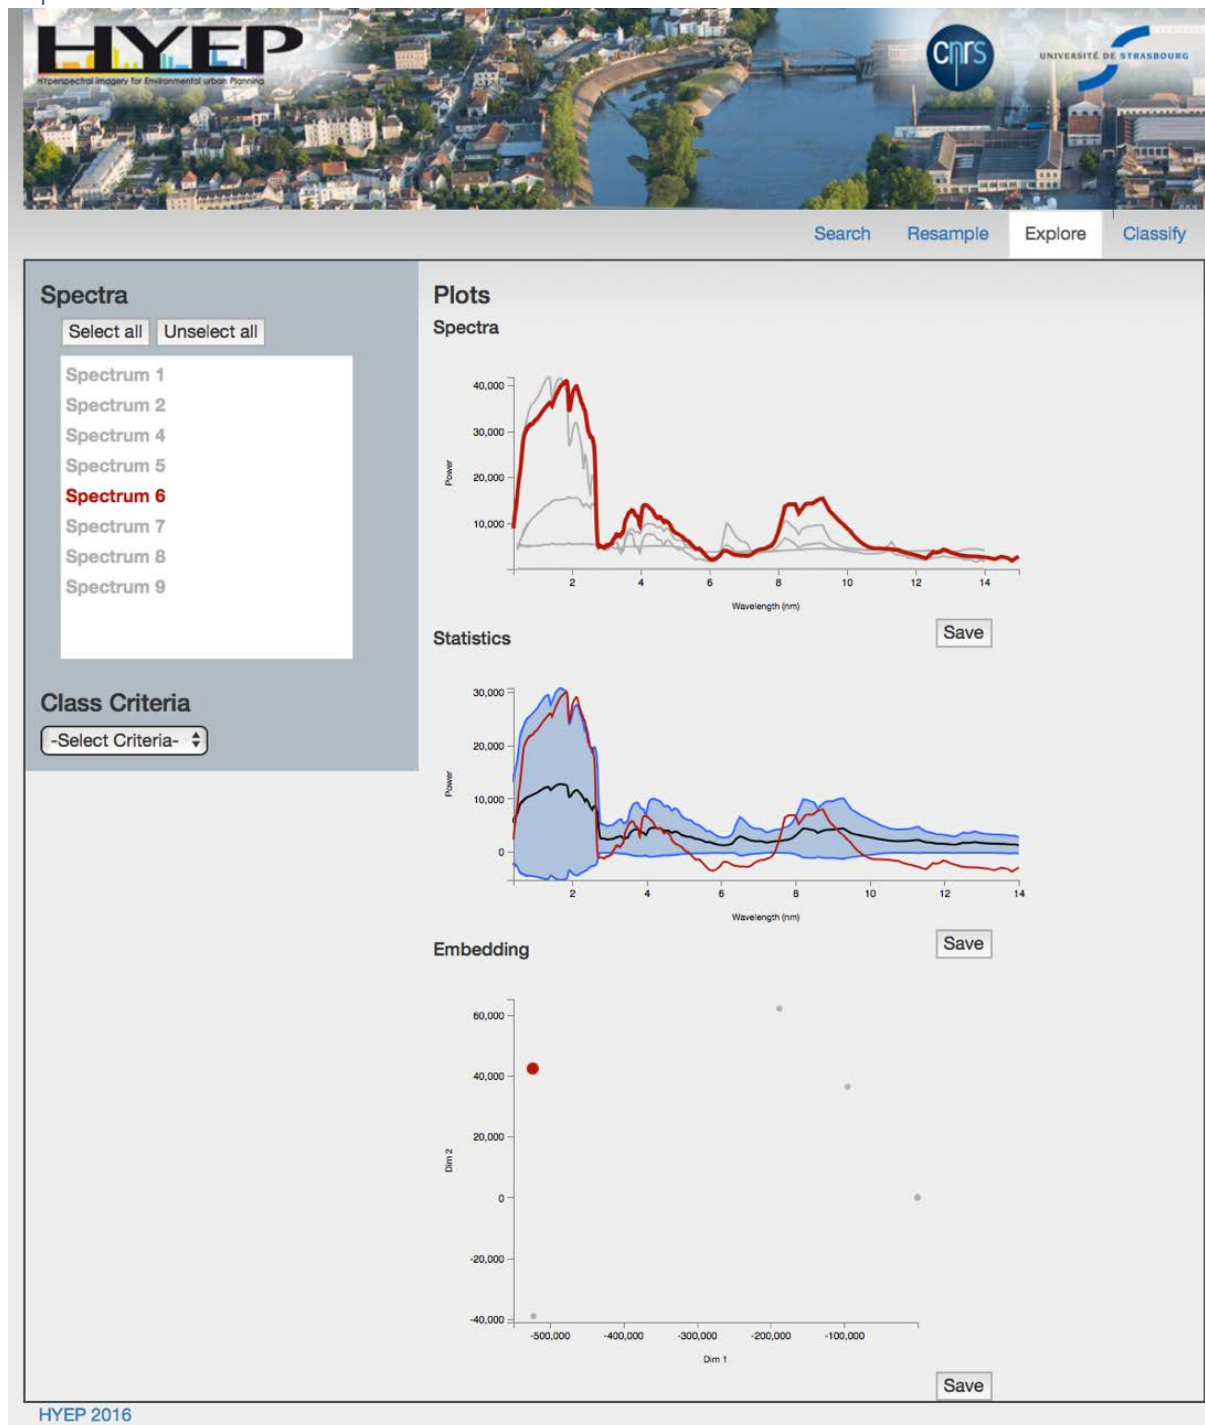 HYEP
HYperspectral imagery for Environmental urban Planning
cnrs
UNIVERSITÉ DE STRASBOURG
Search Resample Explore Classify
Spectra
Select all Unselect all
Spectrum 1
Spectrum 2
Spectrum 4
Spectrum 5
Spectrum 6
Spectrum 7
Spectrum 8
Spectrum 9
Class Criteria
-Select Criteria-
Plots
Spectra
40,000
30,000
20,000
10,000
Power
2 4 6 8 10 12 14
Wavelength (nm)
Save
Statistics
30,000
20,000
10,000
0
Power
2 4 6 8 10 12 14
Wavelength (nm)
Save
Embedding
60,000
40,000
20,000
0
-20,000
-40,000
Dim 2
-500,000 -400,000 -300,000 -200,000 -100,000
Dim 1
Save
HYEP 2016